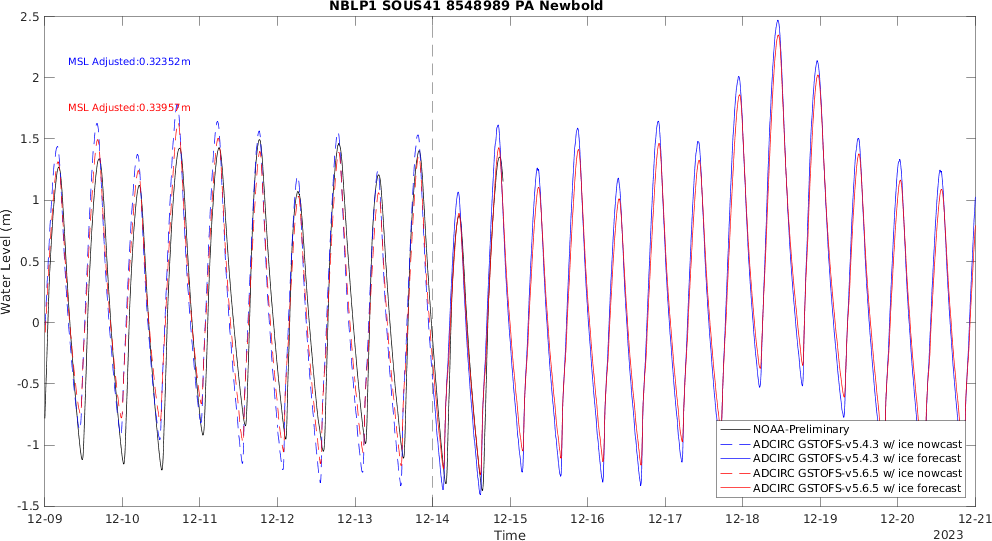 NBLP1 SOUS41 8548989 PA Newbold
2.5
2
1.5
1
0.5
0
-0.5
-1
-1.5
Water Level (m)
MSL Adjusted:0.32352m
MSL Adjusted:0.33957m
NOAA-Preliminary
ADCIRC GSTOFS-v5.4.3 w/ ice nowcast
ADCIRC GSTOFS-v5.4.3 w/ ice forecast
ADCIRC GSTOFS-v5.6.5 w/ ice nowcast
ADCIRC GSTOFS-v5.6.5 w/ ice forecast
12-09 12-10 12-11 12-12 12-13 12-14 12-15 12-16 12-17 12-18 12-19 12-20 12-21
Time
2023